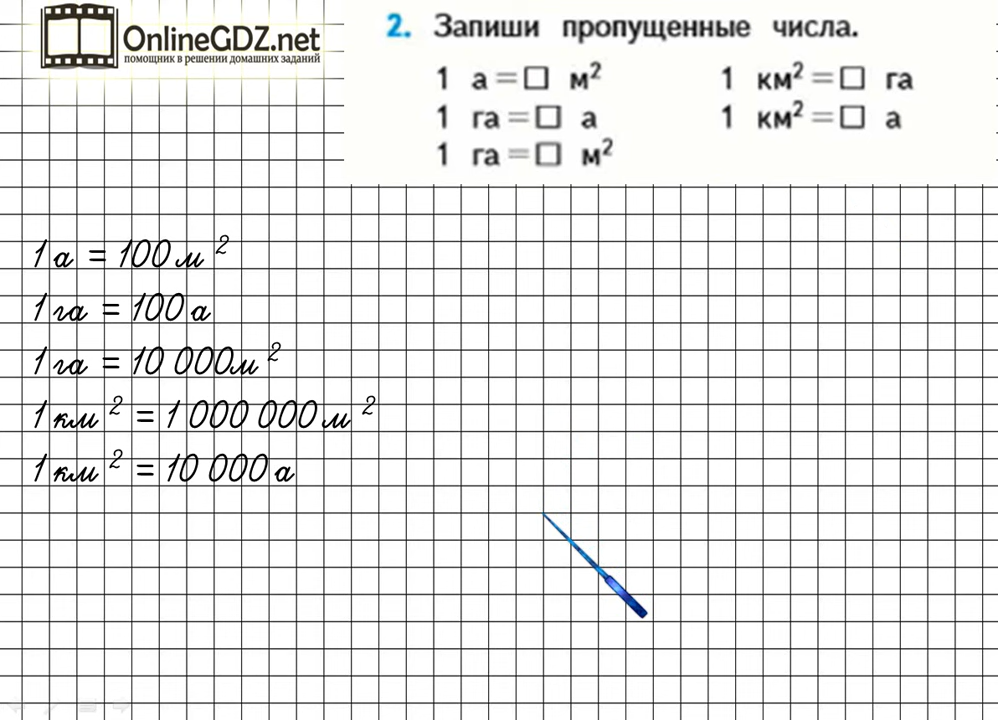 OnlineGDZ.net
помощник в решении домашних заданий
2. Запиши пропущенные числа.
1 а = □ м²
1 га = □ а
1 га = □ м²
1 км² = □ га
1 км² = □ а
1 а = 100 м²
1 га = 100 а
1 га = 10 000м²
1 км² = 1 000 000 м²
1 км² = 10 000 а